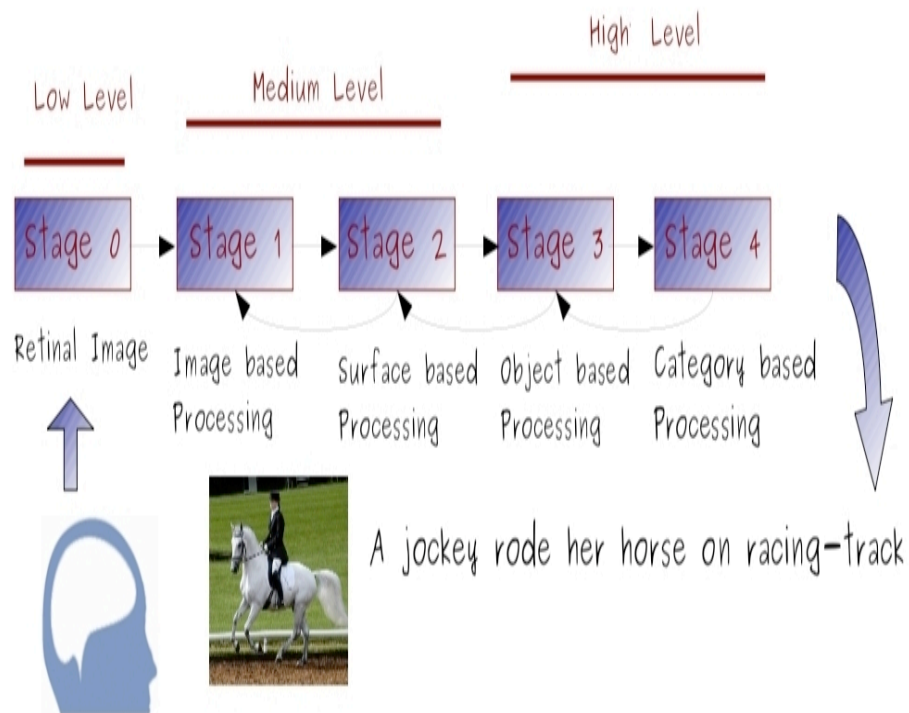 High Level
Medium Level
Low Level
Stage 0
Stage 1
Stage 2
Stage 3
Stage 4
Retinal Image
Image based
Processing
Surface based
Processing
Object based
Processing
Category based
Processing
A jockey rode her horse on racing-track